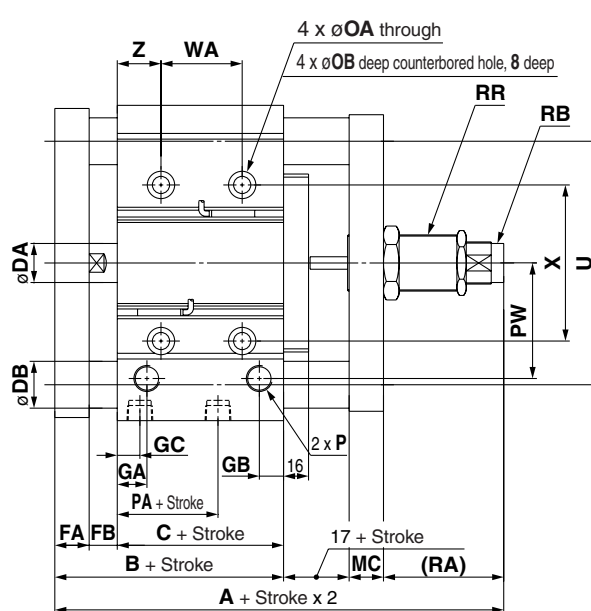 4 x øOA through
Z
WA
4 x øOB deep counterbored hole, 8 deep
RR
RB
øDA
X
U
PW
øDB
2 x P
GC
GB
16
GA
PA + Stroke
FA
FB
C + Stroke
17 + Stroke
B + Stroke
MC
(RA)
A + Stroke x 2